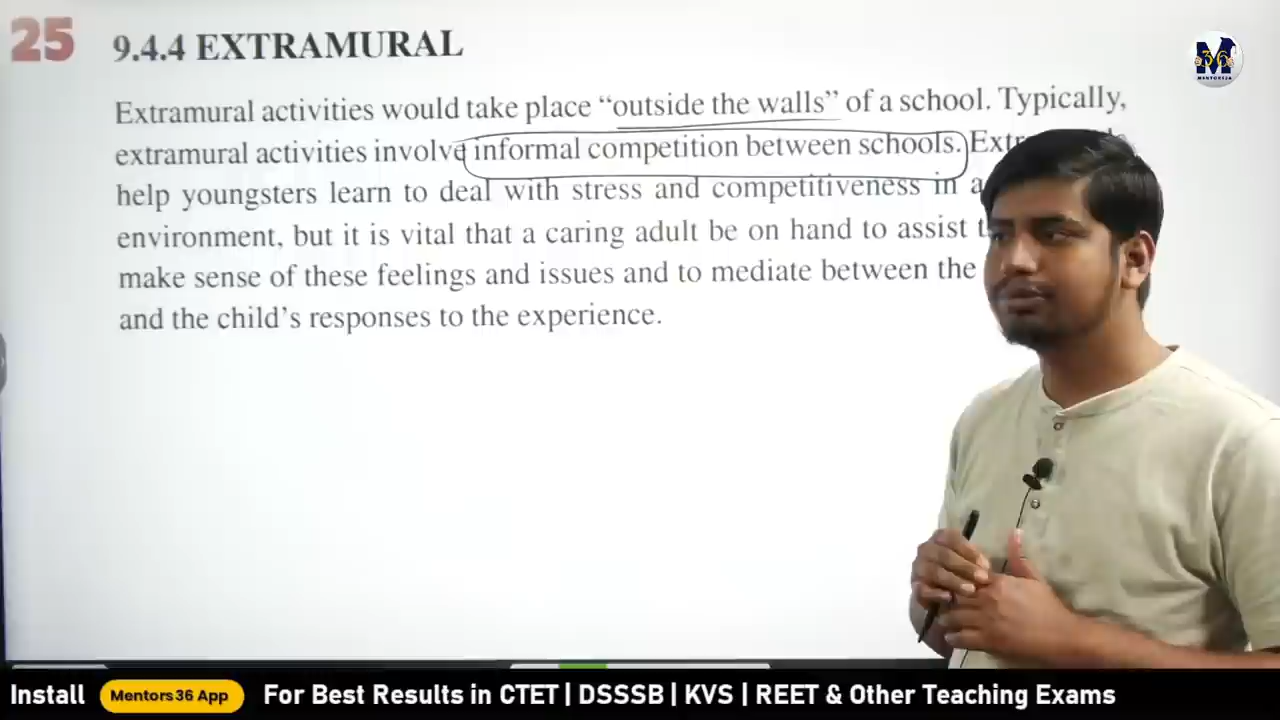 25 9.4.4 EXTRAMURAL
Extramural activities would take place “outside the walls” of a school. Typically,
extramural activities involve informal competition between schools.
help youngsters learn to deal with stress and competitiveness in a
environment, but it is vital that a caring adult be on hand to assist
make sense of these feelings and issues and to mediate between the
and the child’s responses to the experience.
M
36
Install Mentors36 App For Best Results in CTET | DSSSB | KVS | REET & Other Teaching Exams